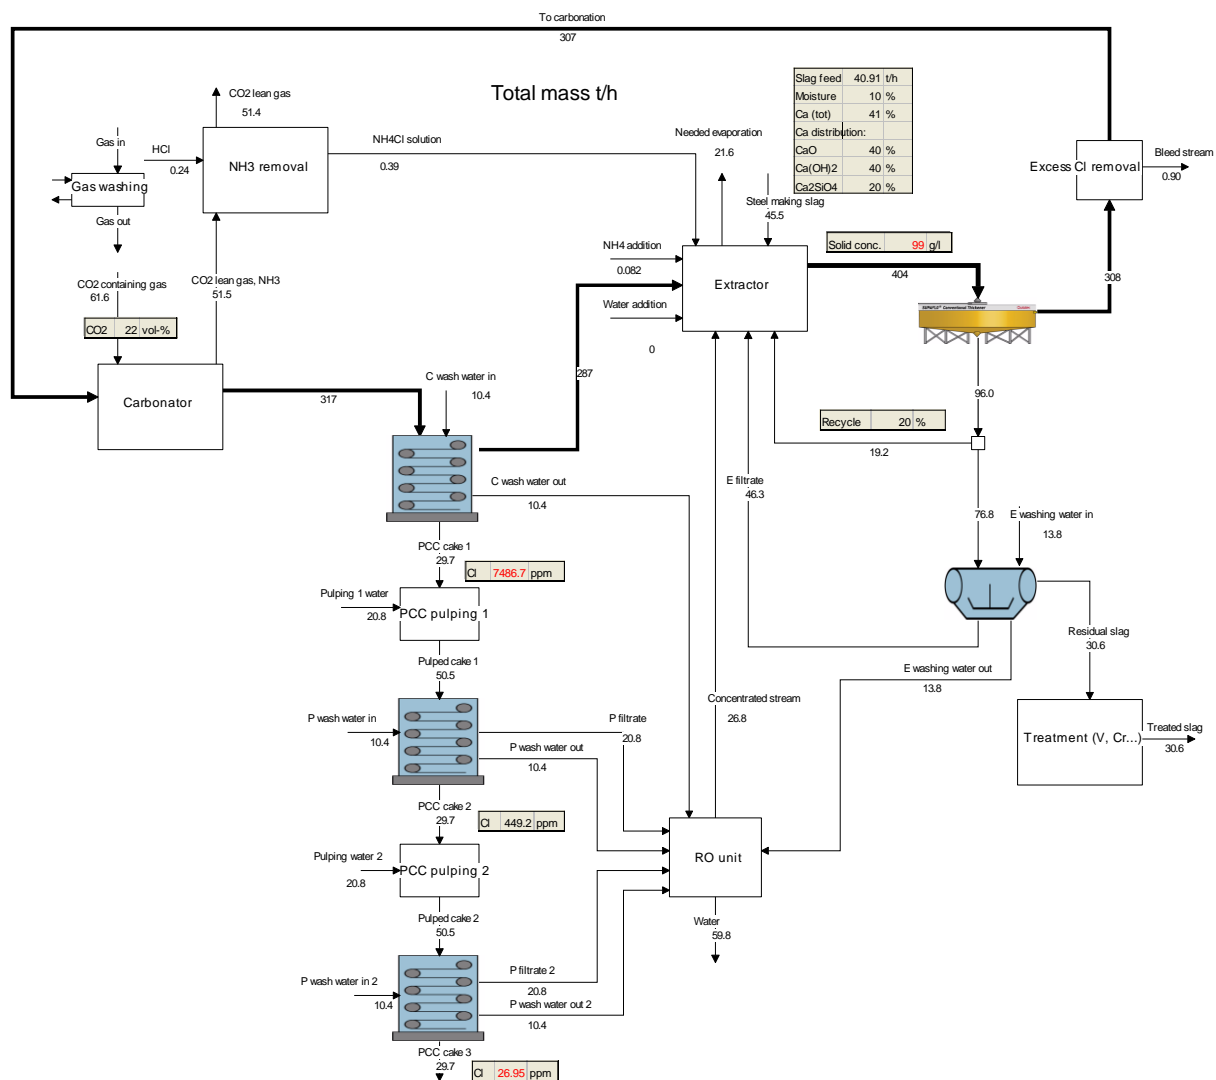 To carbonation
307
Total mass t/h
Slag feed 40.91 t/h
Moisture 10 %
Ca (tot) 41 %
Ca distribution:
CaO 40 %
Ca(OH)2 40 %
Ca2SiO4 20 %
CO2 lean gas
51.4
Gas in
HCl
0.24
NH3 removal
NH4Cl solution
0.39
Needed evaporation
21.6
Excess Cl removal
Bleed stream
0.90
Gas washing
Gas out
Steel making slag
45.5
Solid conc. 99 g/l
NH4 addition
0.082
Extractor
404
308
CO2 containing gas
61.6
CO2 lean gas, NH3
51.5
Water addition
0
CO2 22 vol-%
Carbonator
317
C wash water in
10.4
287
96.0
Recycle 20 %
19.2
C wash water out
10.4
E filtrate
46.3
76.8
E washing water in
13.8
PCC cake 1
29.7
Cl 7486.7 ppm
Pulping 1 water
20.8
PCC pulping 1
Residual slag
30.6
Pulped cake 1
50.5
E washing water out
13.8
Concentrated stream
26.8
P wash water in
10.4
P filtrate
20.8
P wash water out
10.4
Treatment (V, Cr...)
Treated slag
30.6
PCC cake 2
29.7
Cl 449.2 ppm
Pulping water 2
20.8
PCC pulping 2
RO unit
Pulped cake 2
50.5
Water
59.8
P wash water in 2
10.4
P filtrate 2
20.8
P wash water out 2
10.4
PCC cake 3
29.7
Cl 26.95 ppm